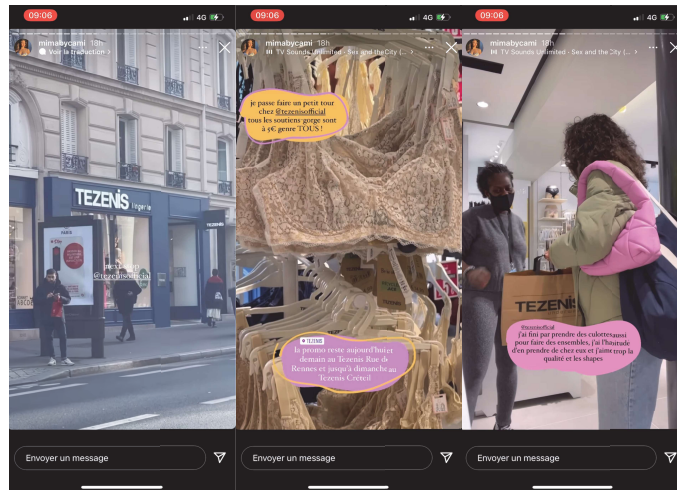 09:06
4G
mimabycami 18h
Voir la traduction >
TEZENIS lingerie
TEZENIS
PARIS
next stop
@tezenisofficial
Envoyer un message
09:06
4G
mimabycami 18h
TV Sounds Unlimited · Sex and the City (... >
je passe faire un petit tour
chez @tezenisofficial
tous les soutiens-gorge sont
à 5€ genre TOUS !
TEZENIS
la promo reste aujourd'hui et
demain au Tezenis Rue de
Rennes et jusqu'à dimanche au
Tezenis Créteil
Envoyer un message
09:06
4G
mimabycami 18h
TV Sounds Unlimited · Sex and the City (... >
TEZENIS
@tezenisofficial
j'ai fini par prendre des culottes aussi
pour faire des ensembles, j'ai l'habitude
d'en prendre de chez eux et j'aime trop la
qualité et les shapes
Envoyer un message